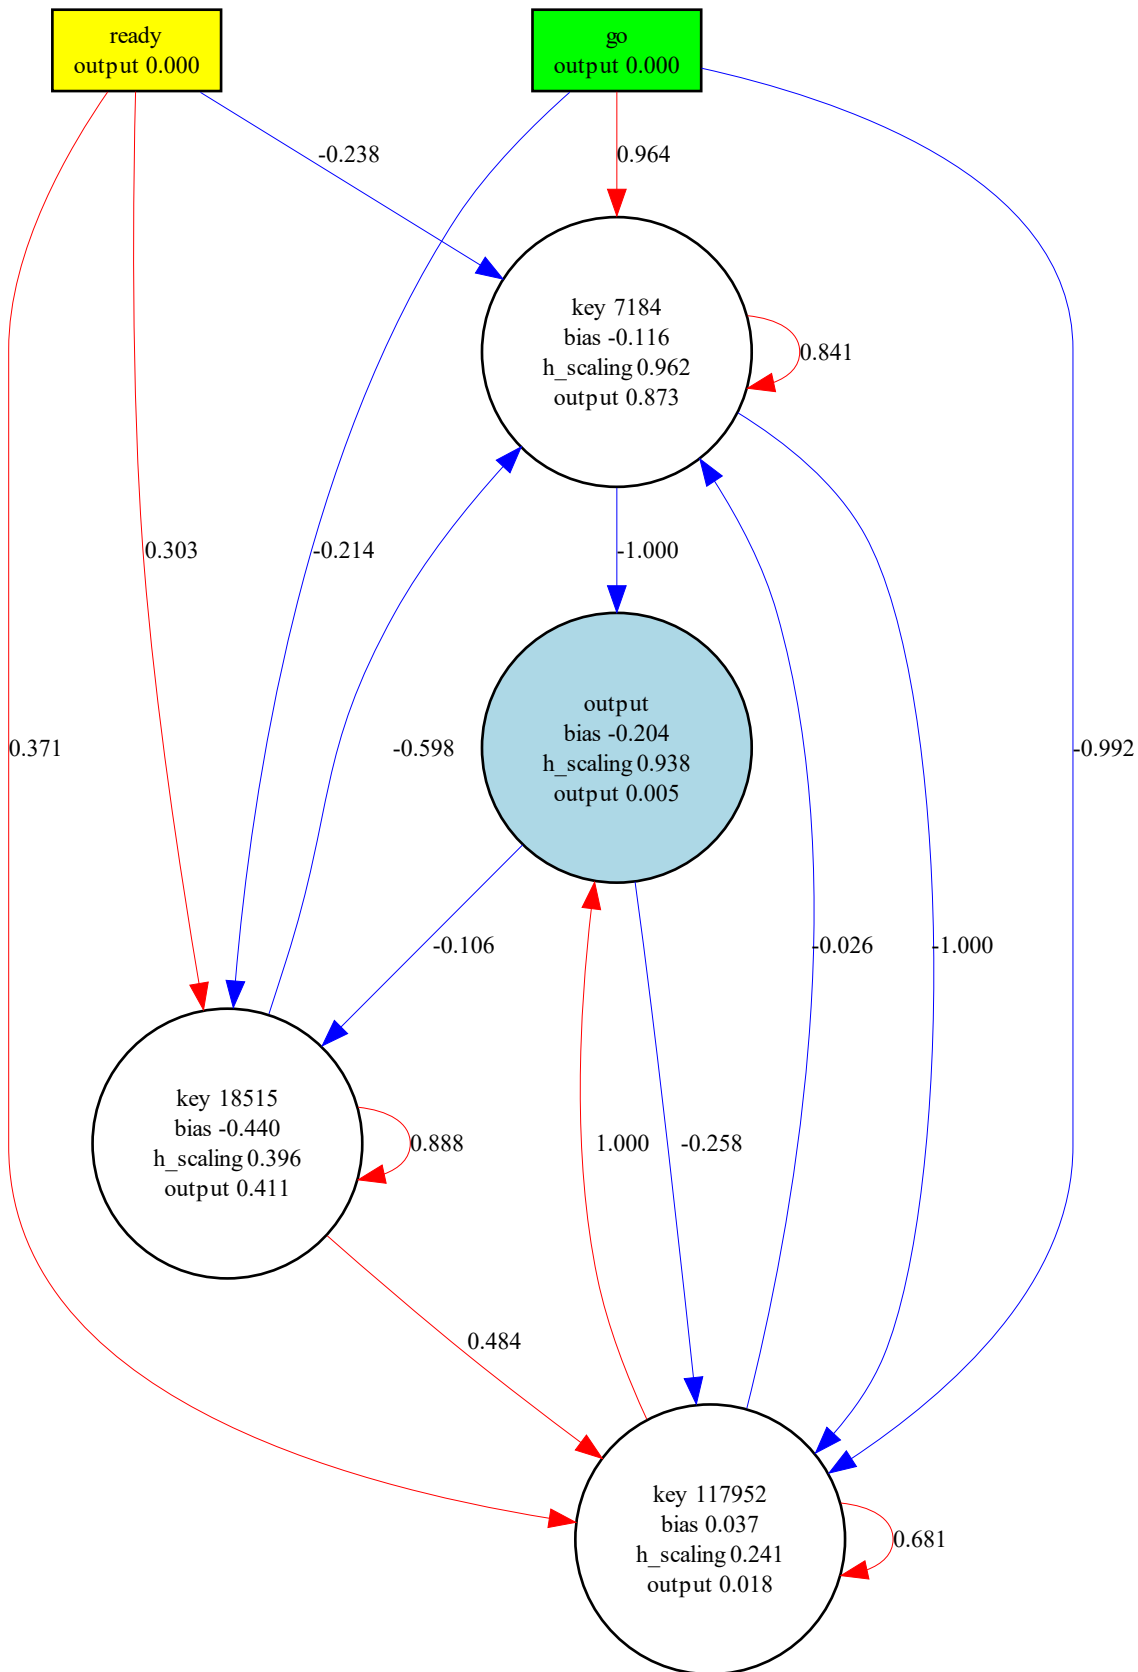 ready
output 0.000
go
output 0.000
-0.238
0.964
key 7184
bias -0.116
h_scaling 0.962
output 0.873
0.841
0.303
-0.214
-1.000
output
bias -0.204
h_scaling 0.938
output 0.005
0.371
-0.598
-0.992
-0.106
-0.026
-1.000
key 18515
bias -0.440
h_scaling 0.396
output 0.411
0.888
1.000
-0.258
0.484
key 117952
bias 0.037
h_scaling 0.241
output 0.018
0.681